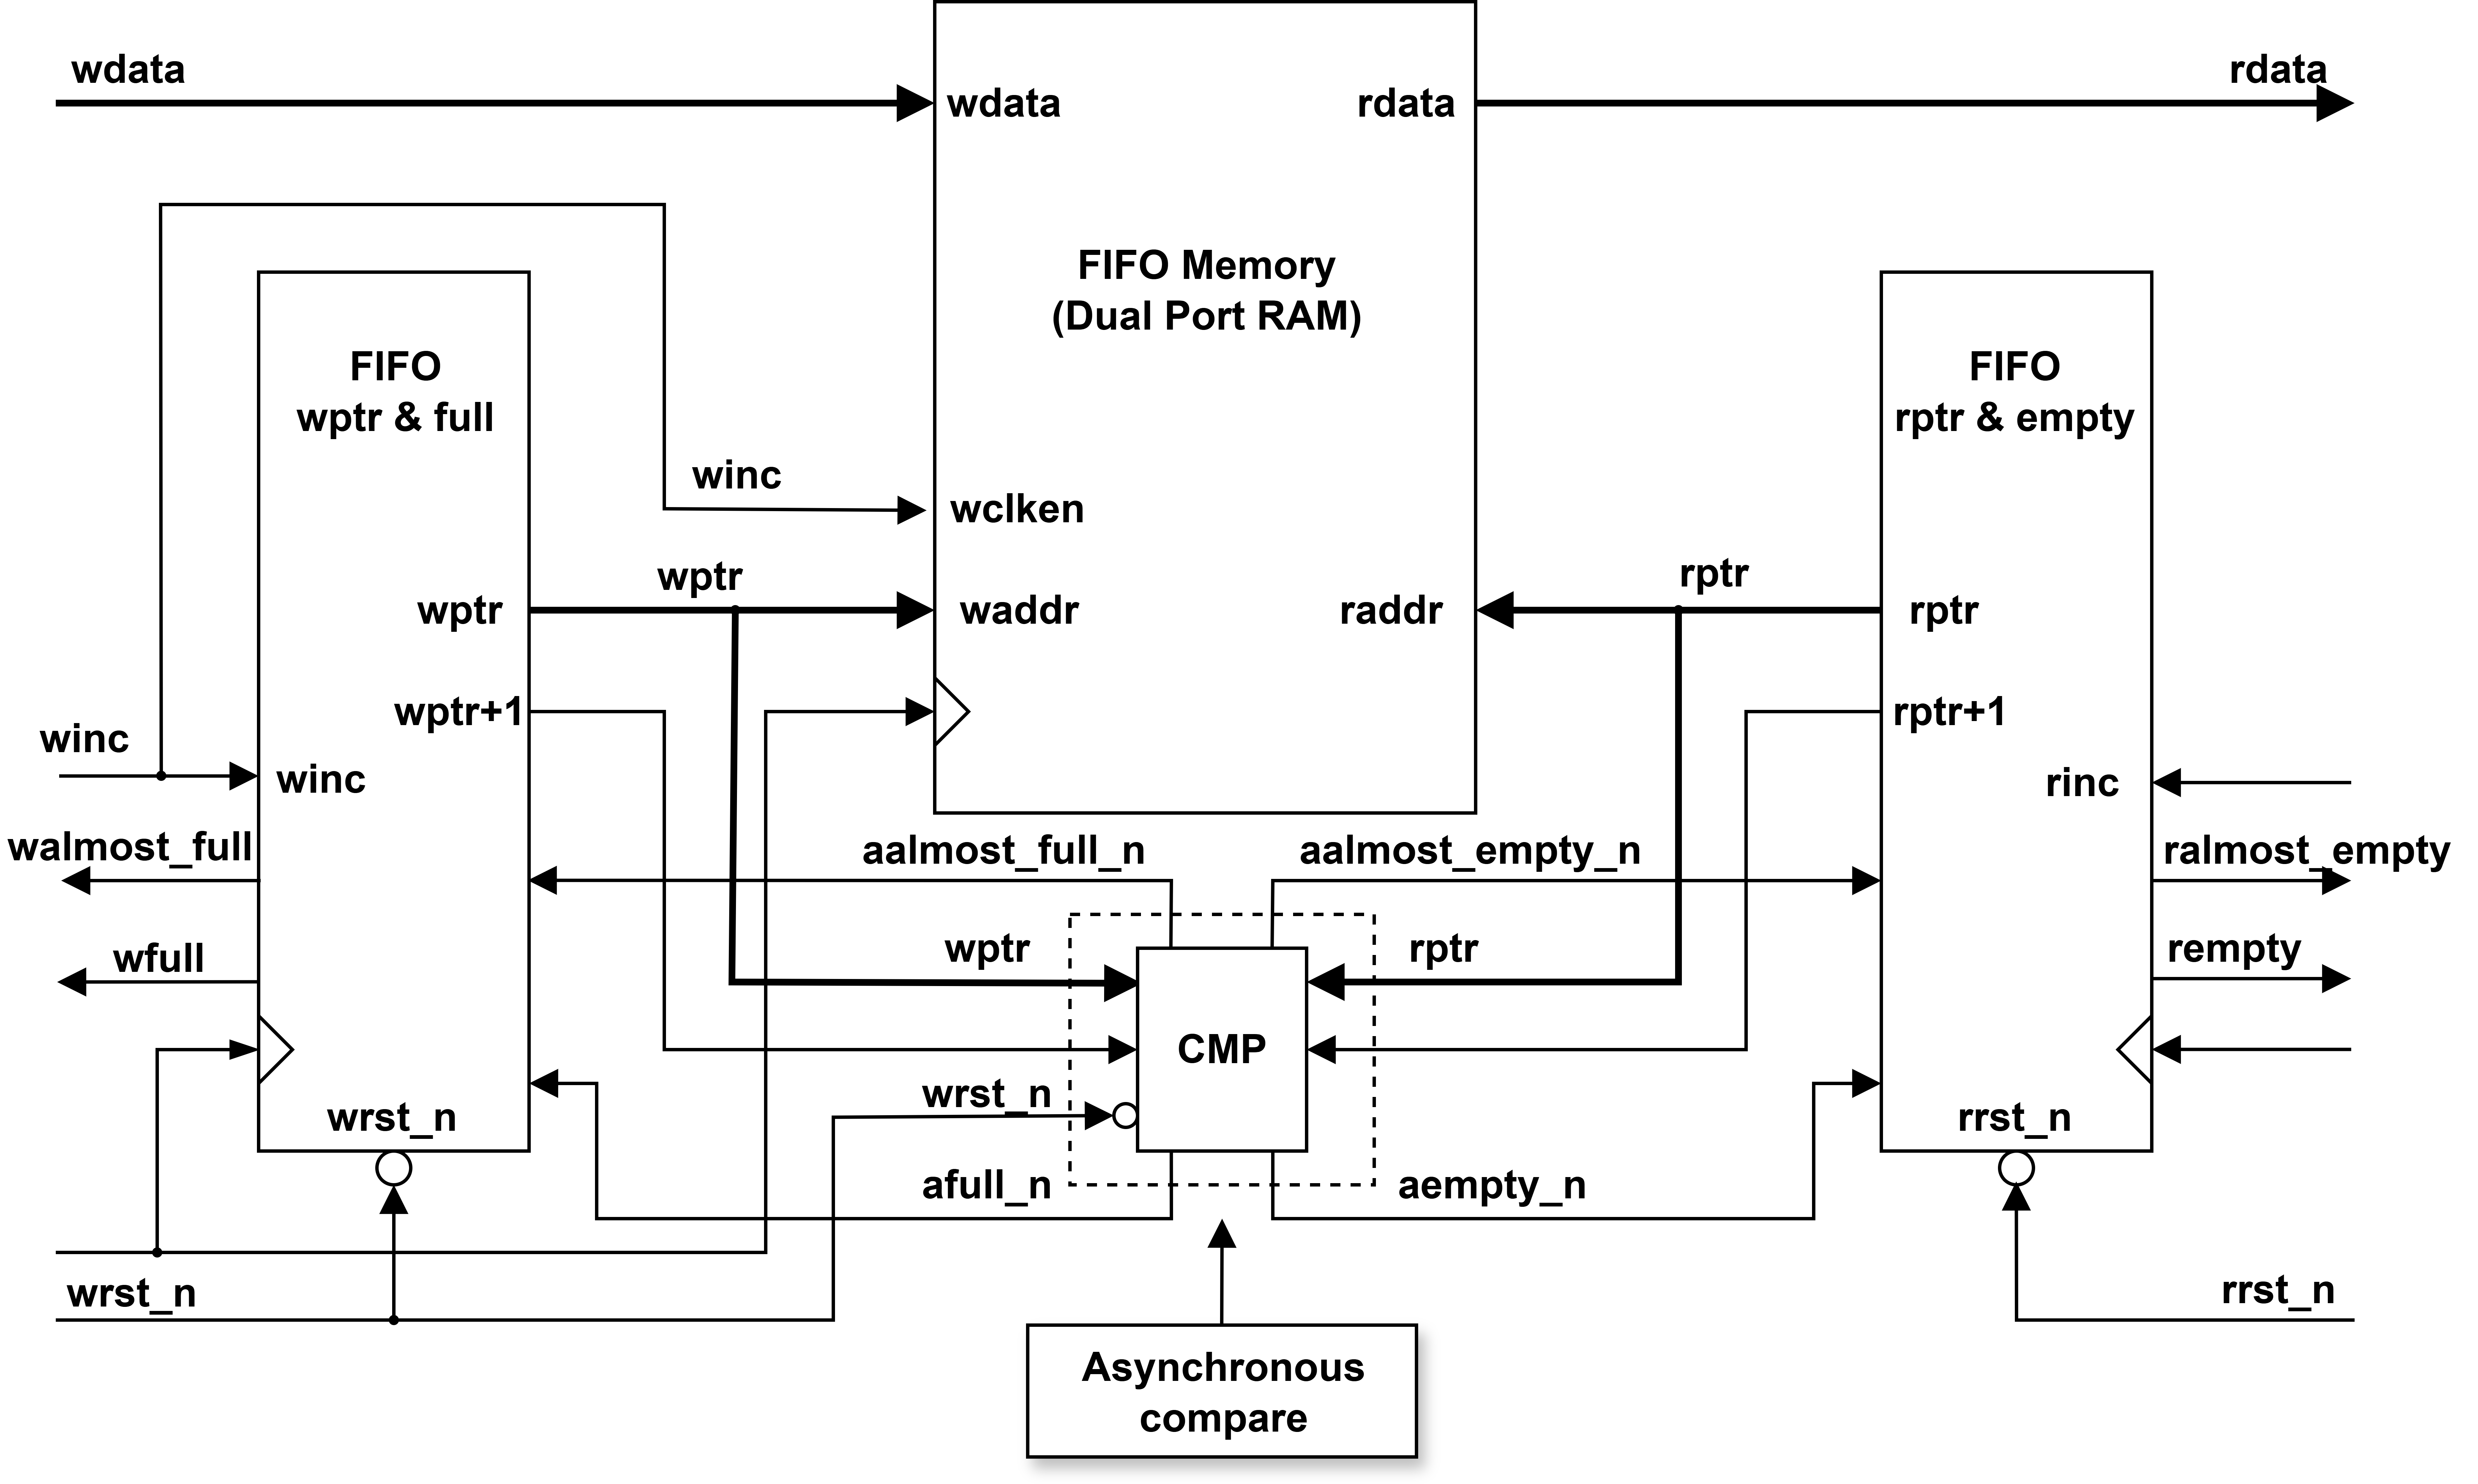 wdata
rdata
wdata
rdata
FIFO Memory
(Dual Port RAM)
FIFO
wptr & full
FIFO
rptr & empty
winc
wclken
wptr
rptr
wptr
waddr
raddr
rptr
wptr+1
rptr+1
winc
winc
rinc
walmost_full
aalmost_full_n
aalmost_empty_n
ralmost_empty
wfull
wptr
rptr
rempty
CMP
wrst_n
wrst_n
rrst_n
afull_n
aempty_n
wrst_n
rrst_n
Asynchronous
compare